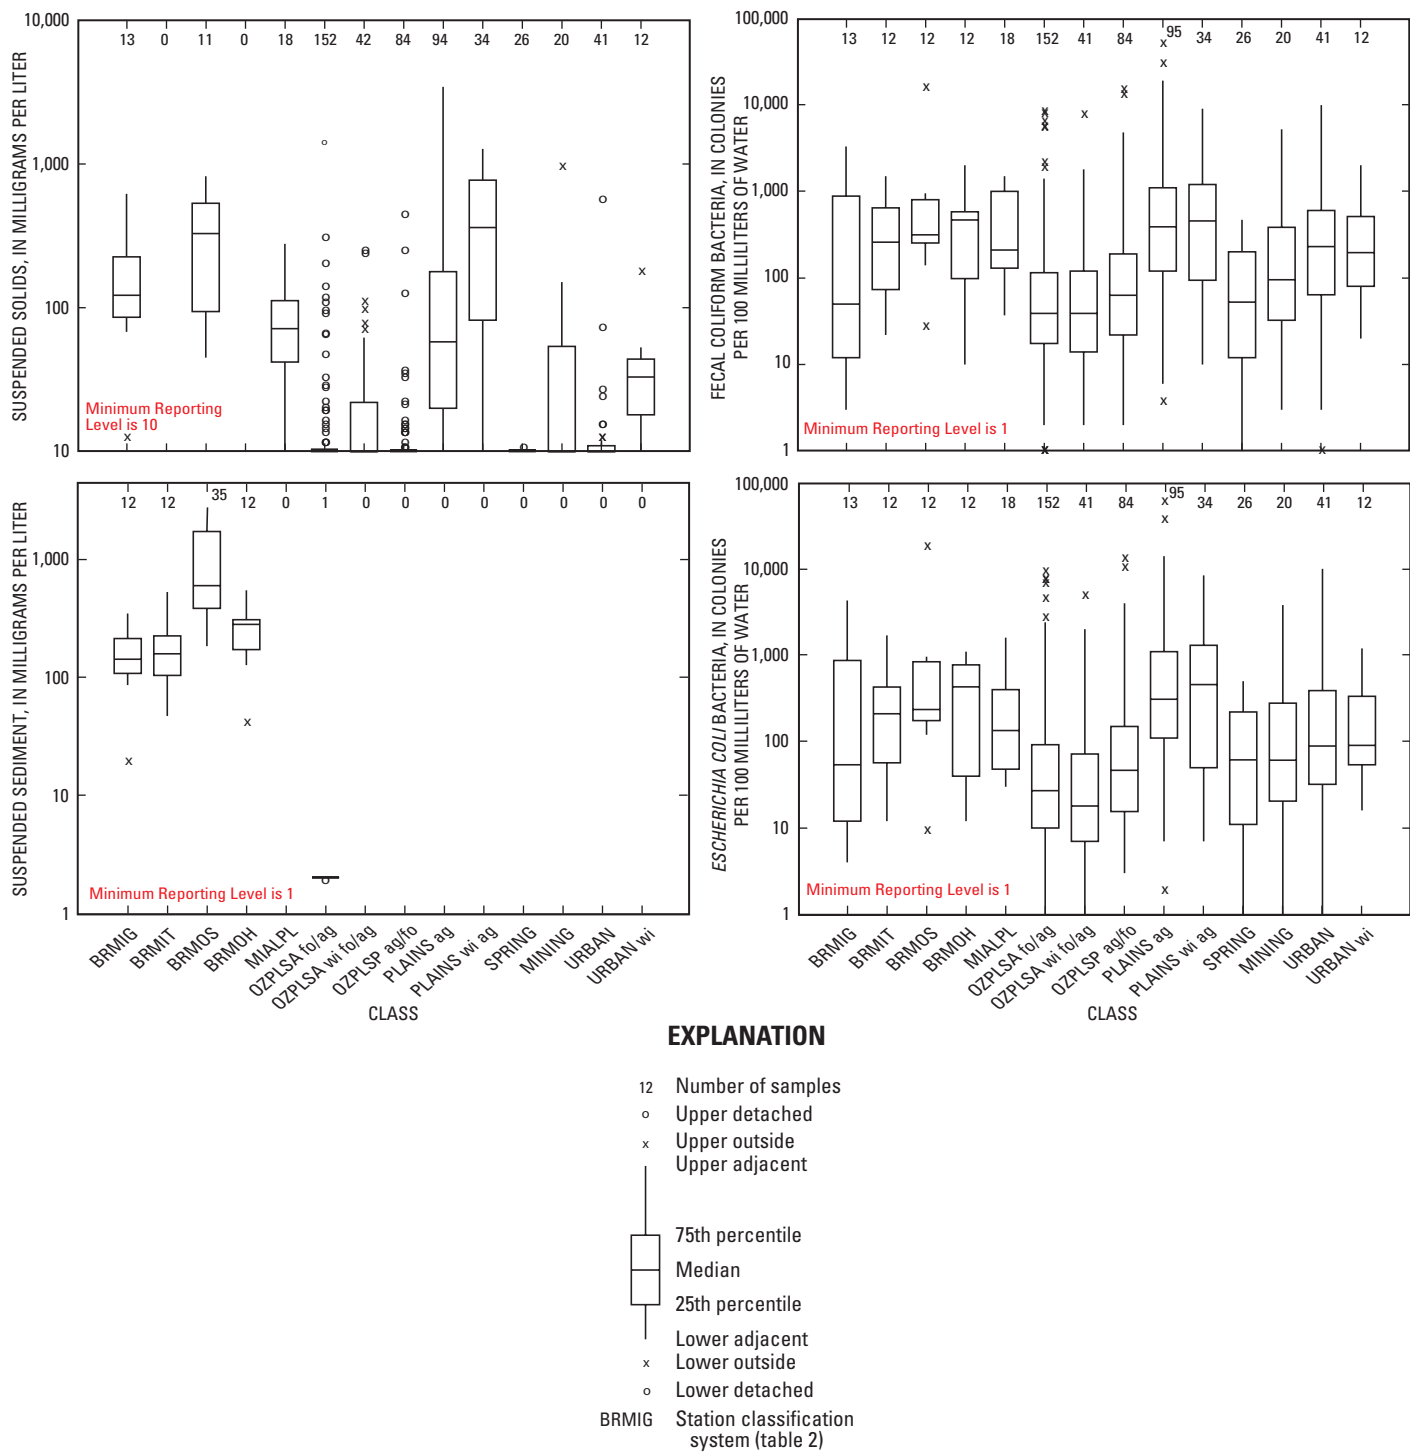 SUSPENDED SOLIDS, IN MILLIGRAMS PER LITER
10,000
1,000
100
10
13 0 11 0 18 152 42 84 94 34 26 20 41 12
Minimum Reporting
Level is 10
FECAL COLIFORM BACTERIA, IN COLONIES
PER 100 MILLILITERS OF WATER
100,000
10,000
1,000
100
10
1
13 12 12 12 18 152 41 84 95 34 26 20 41 12
Minimum Reporting Level is 1
SUSPENDED SEDIMENT, IN MILLIGRAMS PER LITER
1,000
100
10
1
12 12 35 12 0 1 0 0 0 0 0 0 0 0
Minimum Reporting Level is 1
BRMIG
BRMIT
BRMOS
BRMOH
MIALPL
OZPLSA fo/ag
OZPLSA wi fo/ag
OZPLSP ag/fo
PLAINS ag
PLAINS wi ag
SPRING
MINING
URBAN
URBAN wi
CLASS
ESCHERICHIA COLI BACTERIA, IN COLONIES
PER 100 MILLILITERS OF WATER
100,000
10,000
1,000
100
10
1
13 12 12 12 18 152 41 84 95 34 26 20 41 12
Minimum Reporting Level is 1
BRMIG
BRMIT
BRMOS
BRMOH
MIALPL
OZPLSA fo/ag
OZPLSA wi fo/ag
OZPLSP ag/fo
PLAINS ag
PLAINS wi ag
SPRING
MINING
URBAN
URBAN wi
CLASS
EXPLANATION
12 Number of samples
o Upper detached
x Upper outside
Upper adjacent
75th percentile
Median
25th percentile
Lower adjacent
x Lower outside
o Lower detached
BRMIG Station classification
system (table 2)